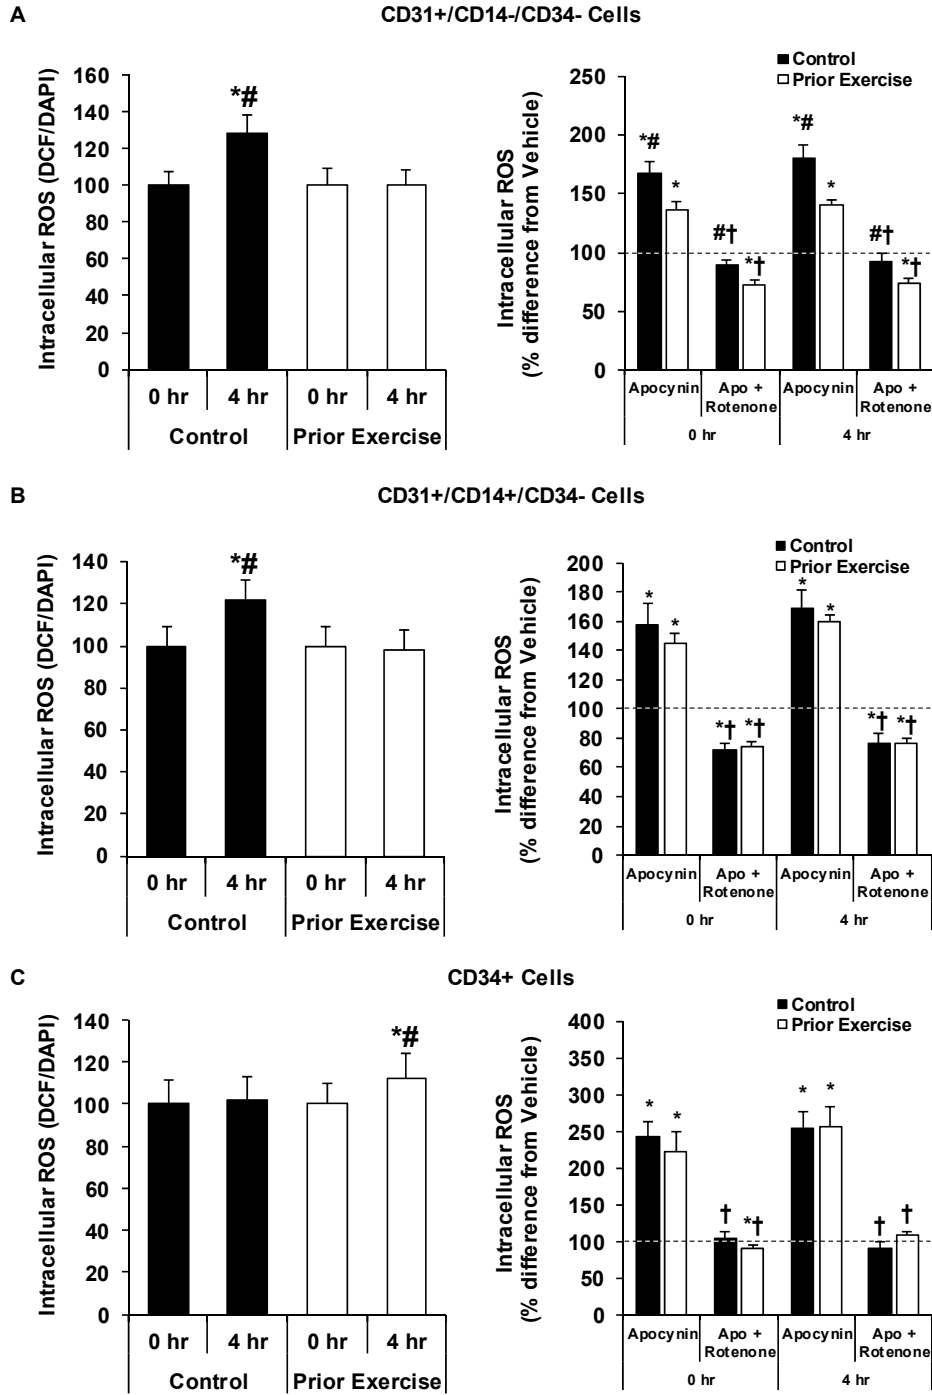 A
CD31+/CD14-/CD34- Cells
Intracellular ROS (DCF/DAPI)
160
140
120
100
80
60
40
20
0
*#
0 hr
4 hr
0 hr
4 hr
Control
Prior Exercise
Intracellular ROS
(% difference from Vehicle)
Control
Prior Exercise
250
200
150
100
50
0
*#
*
#†
*†
*#
*
#†
*†
Apocynin
Apo +
Rotenone
Apocynin
Apo +
Rotenone
0 hr
4 hr
B
CD31+/CD14+/CD34- Cells
Intracellular ROS (DCF/DAPI)
140
120
100
80
60
40
20
0
*#
0 hr
4 hr
0 hr
4 hr
Control
Prior Exercise
Intracellular ROS
(% difference from Vehicle)
Control
Prior Exercise
200
180
160
140
120
100
80
60
40
20
0
*
*
*†
*†
*
*
*†
*†
Apocynin
Apo +
Rotenone
Apocynin
Apo +
Rotenone
0 hr
4 hr
C
CD34+ Cells
Intracellular ROS (DCF/DAPI)
140
120
100
80
60
40
20
0
*#
0 hr
4 hr
0 hr
4 hr
Control
Prior Exercise
Intracellular ROS
(% difference from Vehicle)
Control
Prior Exercise
400
350
300
250
200
150
100
50
0
*
*
†
*†
*
*
†
†
Apocynin
Apo +
Rotenone
Apocynin
Apo +
Rotenone
0 hr
4 hr